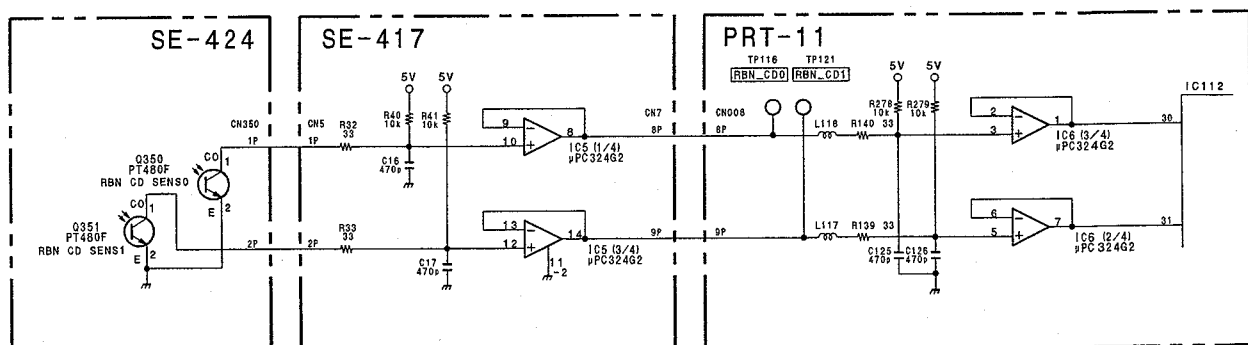 SE-424
SE-417
PRT-11
TP116
RBN_CD0
TP121
RBN_CD1
5V
5V
5V
5V
IC112
R40
10k
R41
10k
R278
10k
R279
10k
CN350
1P
CN5
1P
R32
33
9
10
8
IC5 (1/4)
µPC324G2
CN7
8P
CN008
8P
L116
R140 33
2
3
1
IC6 (3/4)
µPC324G2
30
C16
470p
Q350
PT480F
RBN CD SENS0
CO
1
E
2
Q351
PT480F
RBN CD SENS1
CO
1
E
2
2P
2P
R33
33
13
12
14
11
-2
IC5 (3/4)
µPC324G2
9P
9P
L117
R139 33
6
5
7
IC6 (2/4)
µPC324G2
31
C17
470p
C125
470p
C126
470p